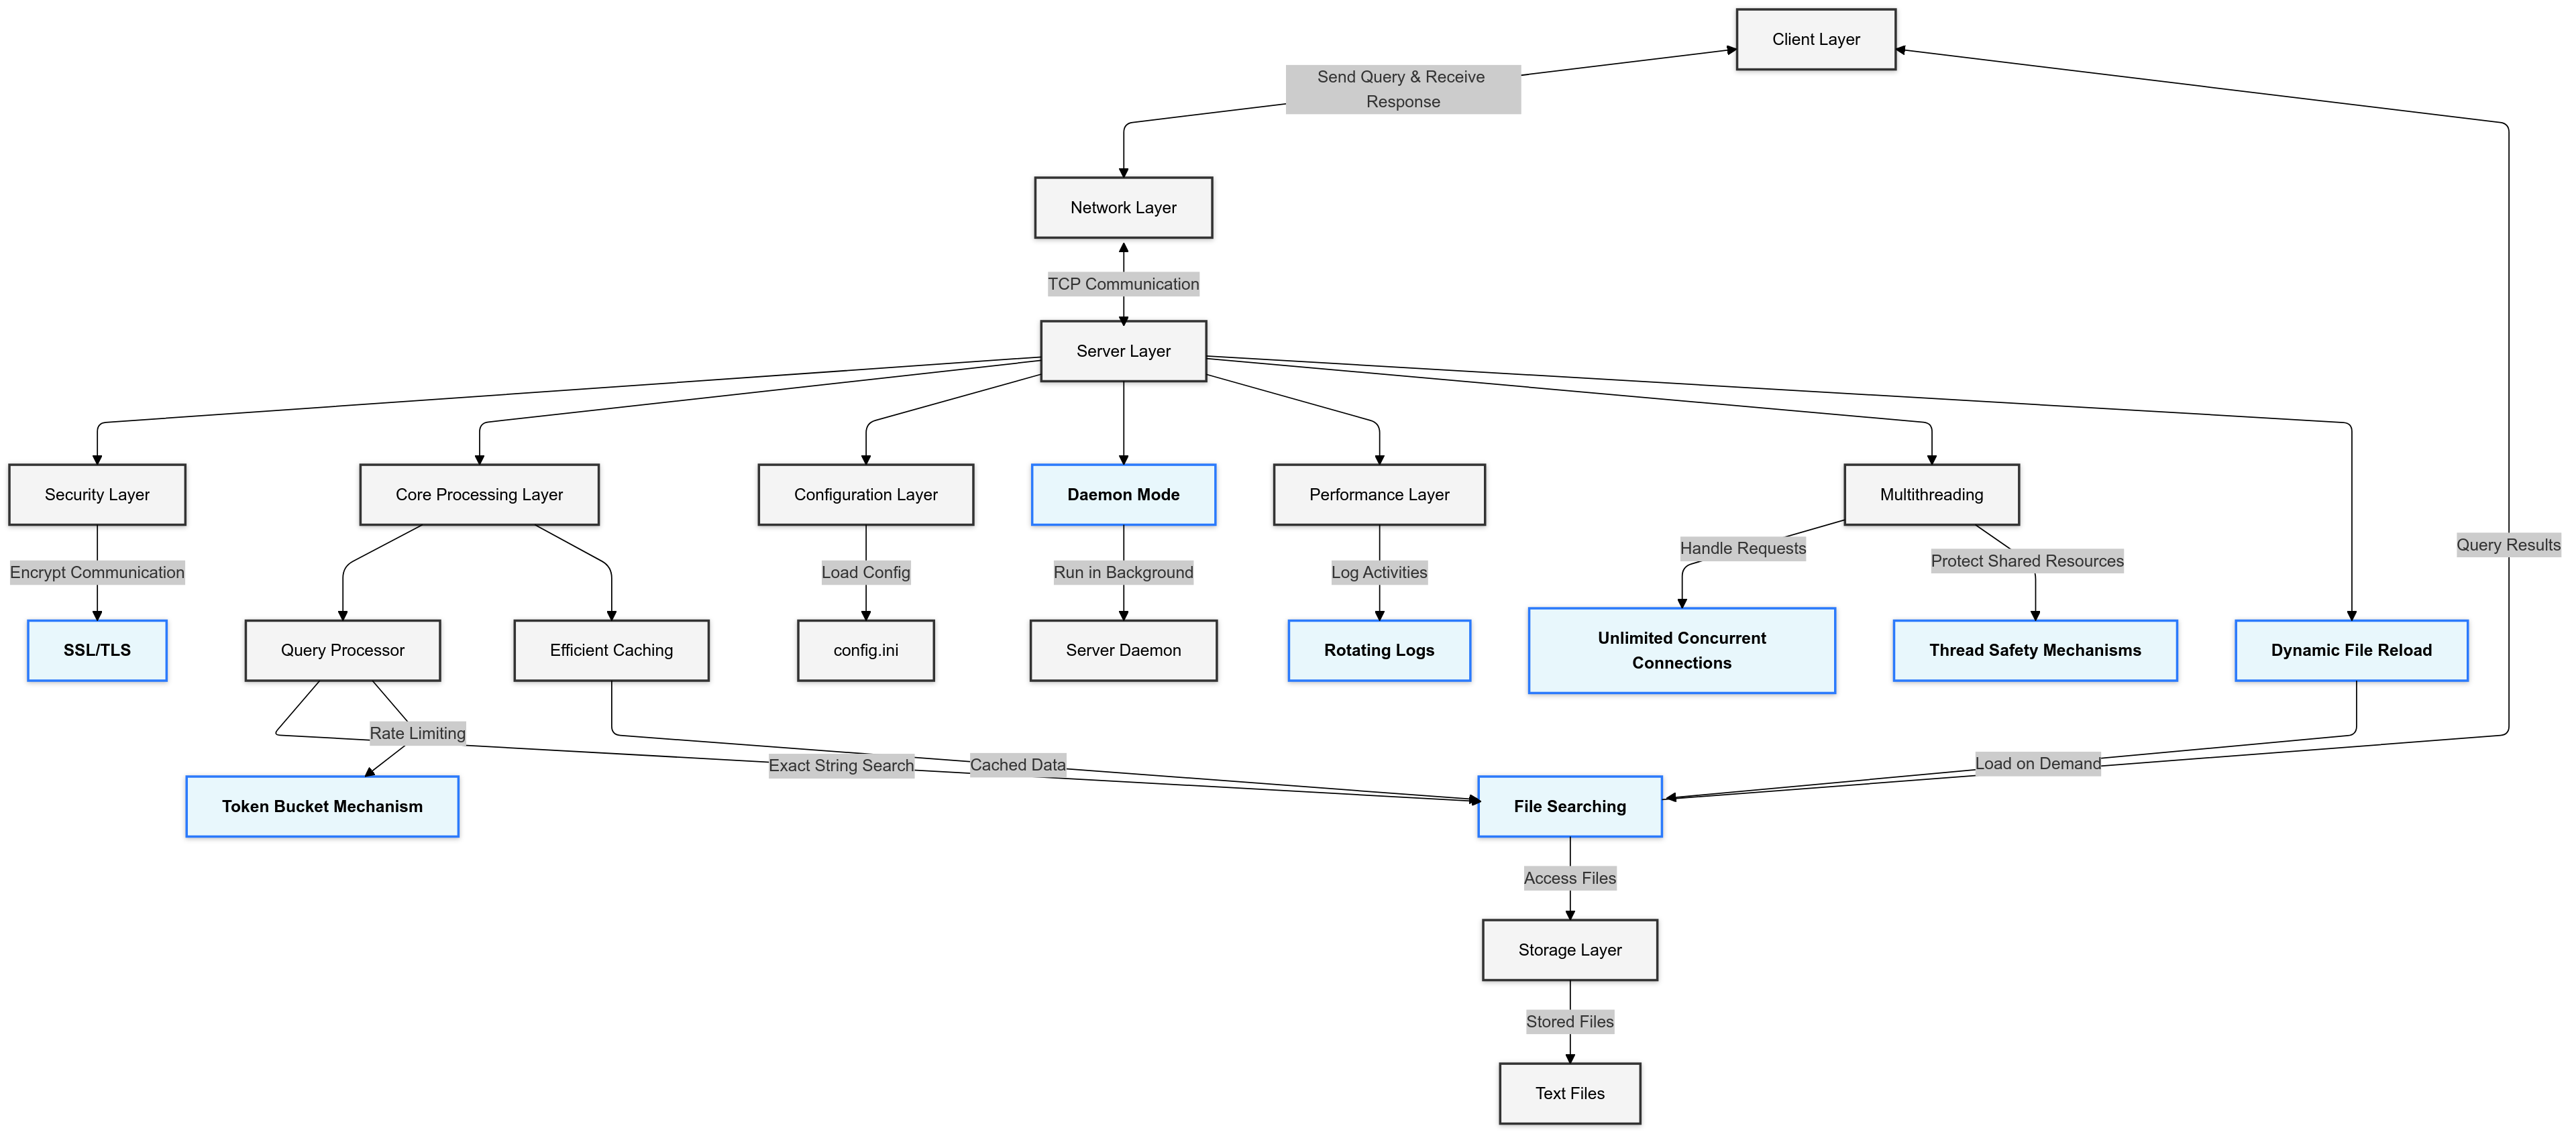 Client Layer
Send Query & Receive
Response
Network Layer
TCP Communication
Server Layer
Security Layer
Core Processing Layer
Configuration Layer
Daemon Mode
Performance Layer
Multithreading
Encrypt Communication
Load Config
Run in Background
Log Activities
Handle Requests
Protect Shared Resources
Query Results
SSL/TLS
Query Processor
Efficient Caching
config.ini
Server Daemon
Rotating Logs
Unlimited Concurrent
Connections
Thread Safety Mechanisms
Dynamic File Reload
Rate Limiting
Exact String Search
Cached Data
Load on Demand
Token Bucket Mechanism
File Searching
Access Files
Storage Layer
Stored Files
Text Files